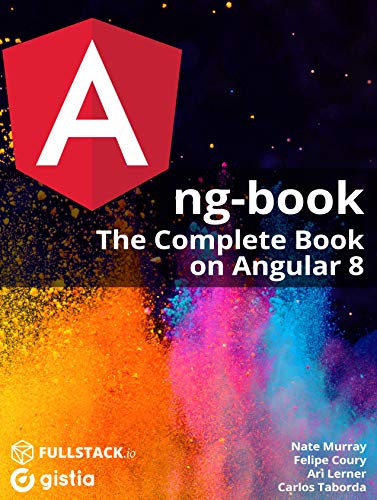 A
ng-book
The Complete Book
on Angular 8
FULLSTACK.io
gistia
Nate Murray
Felipe Coury
Ari Lerner
Carlos Taborda